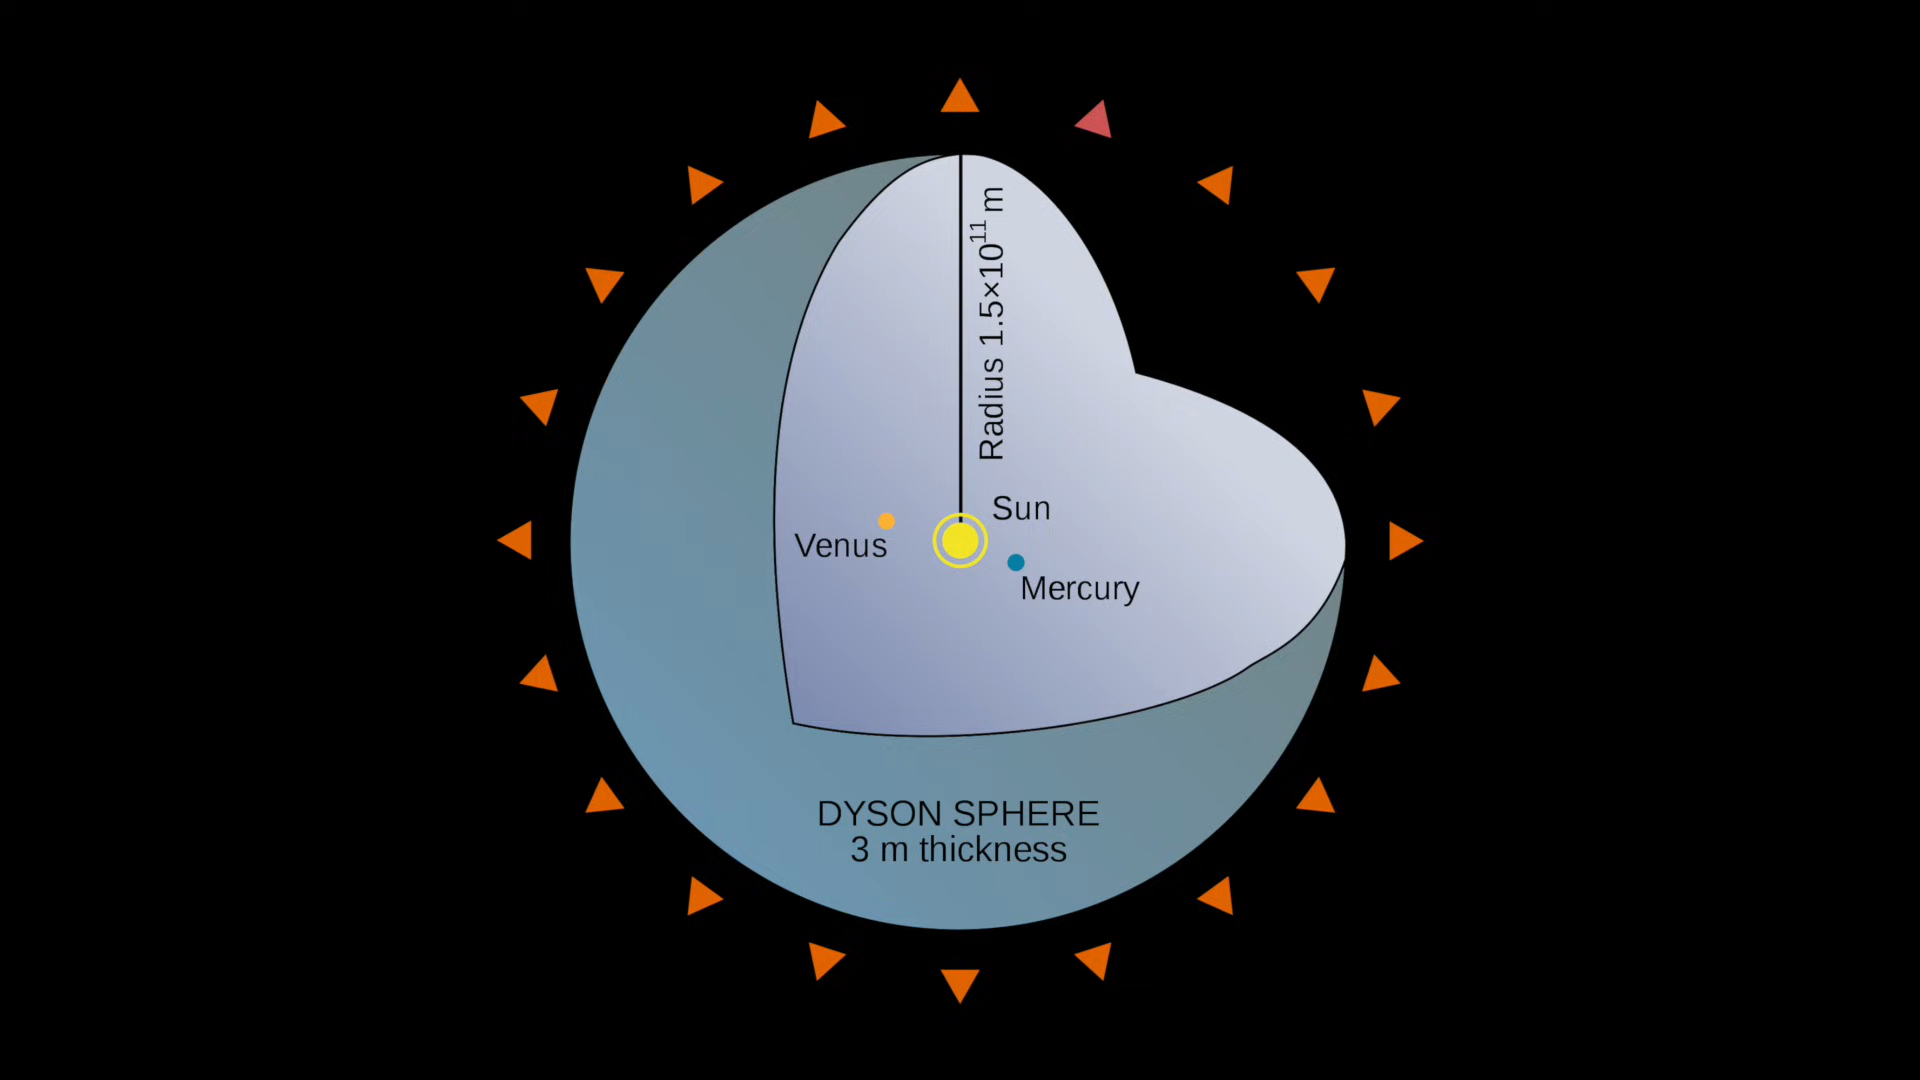 Radius 1.5×10¹¹ m
Sun
Venus
Mercury
DYSON SPHERE
3 m thickness